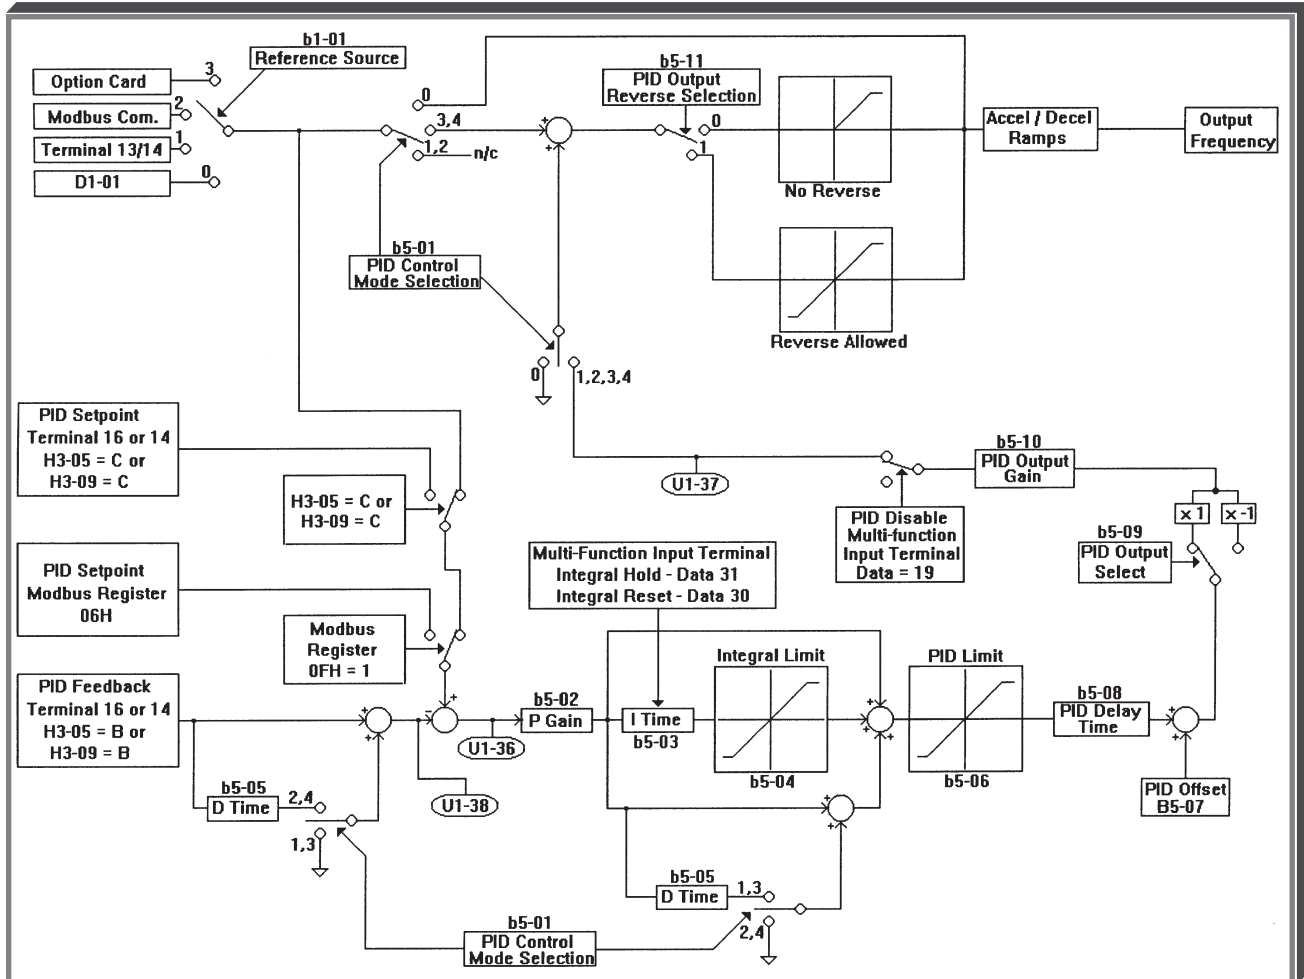 b1-01
Reference Source
Option Card
3
Modbus Com.
2
Terminal 13/14
1
D1-01
0
0
3,4
1,2
n/c
+
+
b5-11
PID Output
Reverse Selection
0
1
No Reverse
Reverse Allowed
Accel / Decel
Ramps
Output
Frequency
b5-01
PID Control
Mode Selection
0
1,2,3,4
PID Setpoint
Terminal 16 or 14
H3-05 = C or
H3-09 = C
H3-05 = C or
H3-09 = C
U1-37
b5-10
PID Output
Gain
PID Disable
Multi-function
Input Terminal
Data = 19
x 1
x -1
b5-09
PID Output
Select
PID Setpoint
Modbus Register
06H
Modbus
Register
0FH = 1
Multi-Function Input Terminal
Integral Hold - Data 31
Integral Reset - Data 30
PID Feedback
Terminal 16 or 14
H3-05 = B or
H3-09 = B
+
+
-
+
U1-36
U1-38
b5-02
P Gain
I Time
b5-03
Integral Limit
b5-04
+
+
+
PID Limit
b5-06
b5-08
PID Delay
Time
+
+
PID Offset
B5-07
b5-05
D Time
2,4
1,3
+
+
b5-05
D Time
1,3
2,4
b5-01
PID Control
Mode Selection